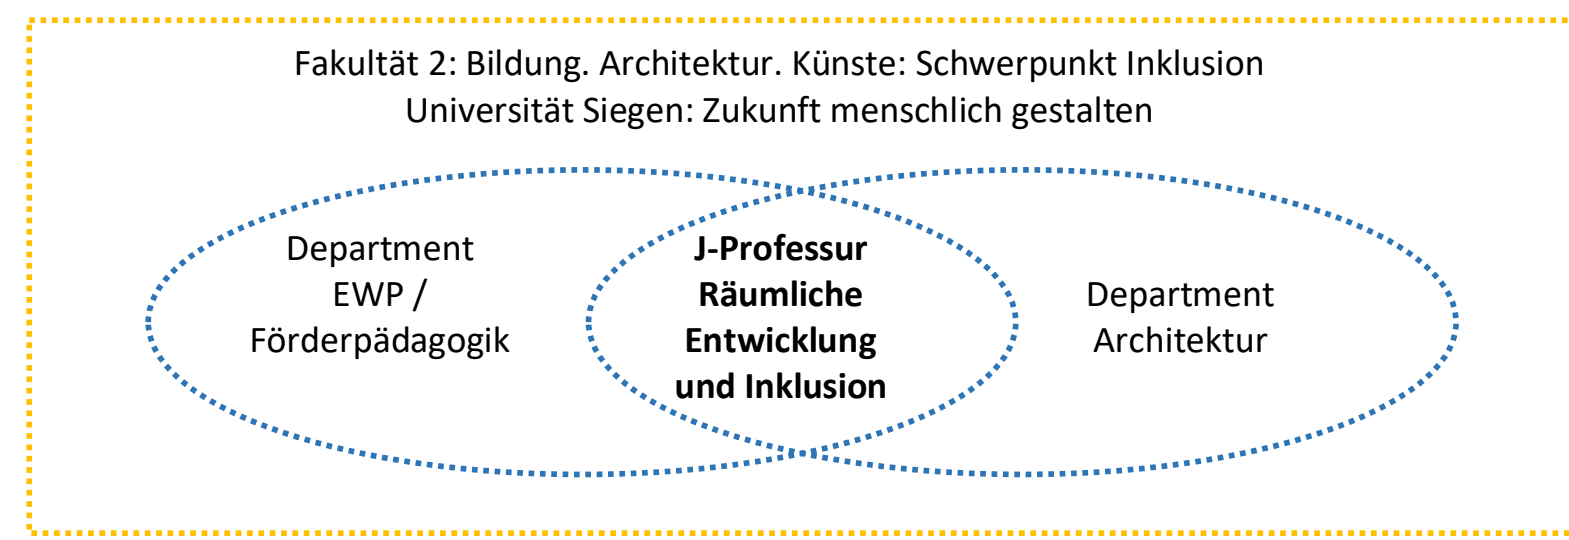 Fakultät 2: Bildung. Architektur. Künste: Schwerpunkt Inklusion
Universität Siegen: Zukunft menschlich gestalten
Department
EWP /
Förderpädagogik
J-Professur
Räumliche
Entwicklung
und Inklusion
Department
Architektur